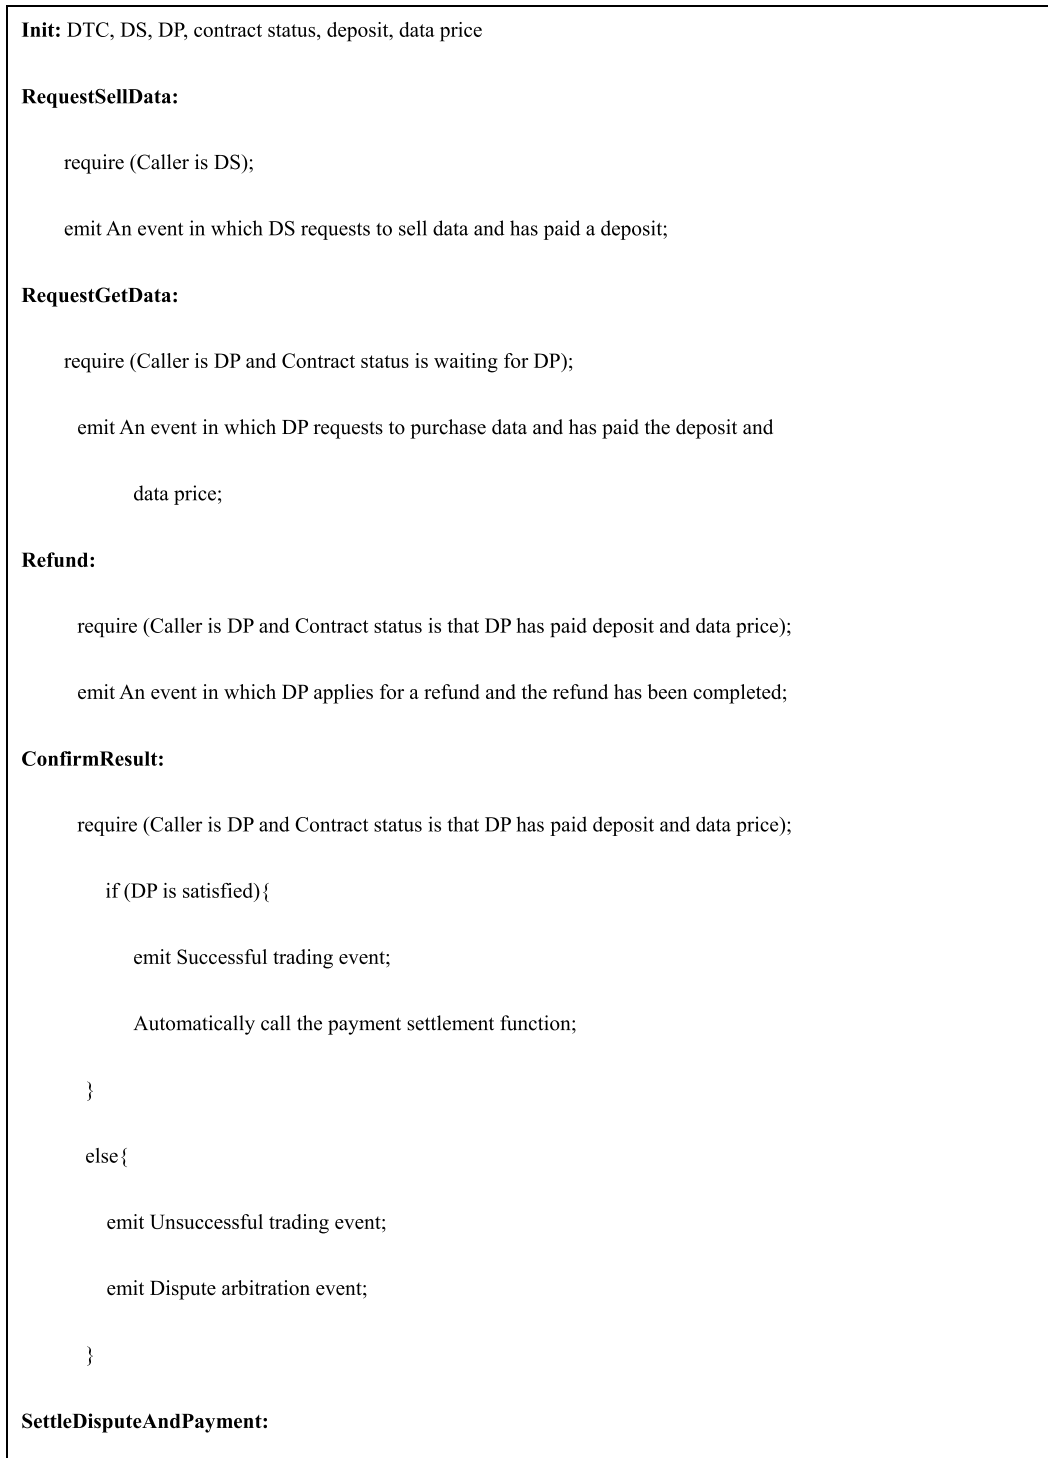 Init: DTC, DS, DP, contract status, deposit, data price
RequestSellData:
require (Caller is DS);
emit An event in which DS requests to sell data and has paid a deposit;
RequestGetData:
require (Caller is DP and Contract status is waiting for DP);
emit An event in which DP requests to purchase data and has paid the deposit and
data price;
Refund:
require (Caller is DP and Contract status is that DP has paid deposit and data price);
emit An event in which DP applies for a refund and the refund has been completed;
ConfirmResult:
require (Caller is DP and Contract status is that DP has paid deposit and data price);
if (DP is satisfied){
emit Successful trading event;
Automatically call the payment settlement function;
}
else{
emit Unsuccessful trading event;
emit Dispute arbitration event;
}
SettleDisputeAndPayment: